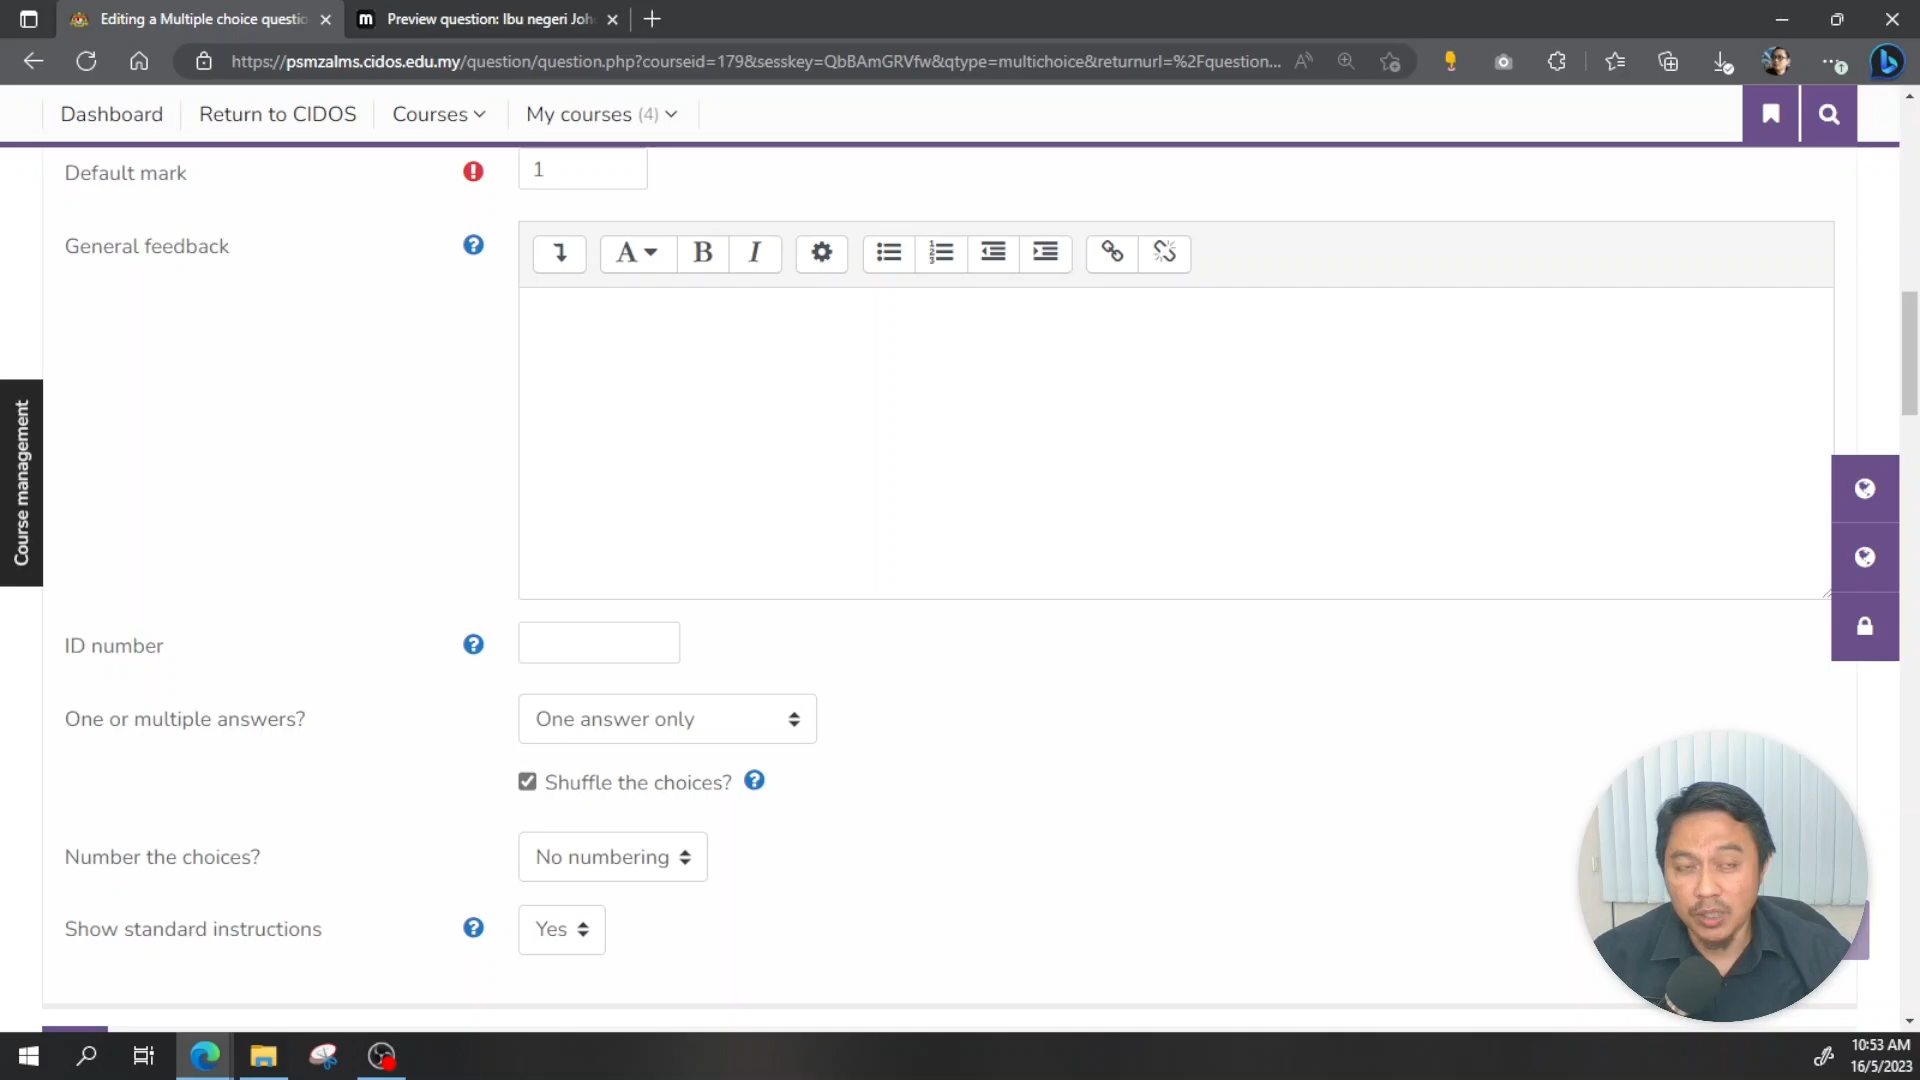 Editing a Multiple choice questio
Preview question: Ibu negeri Joh
https://psmzalms.cidos.edu.my/question/question.php?courseid=179&sesskey=QbBAmGRVfw&qtype=multichoice&returnurl=%2Fquestion...
Dashboard
Return to CIDOS
Courses
My courses (4)
Default mark
1
General feedback
A
B
I
Course management
ID number
One or multiple answers?
One answer only
Shuffle the choices?
Number the choices?
No numbering
Show standard instructions
Yes
10:53 AM
16/5/2023